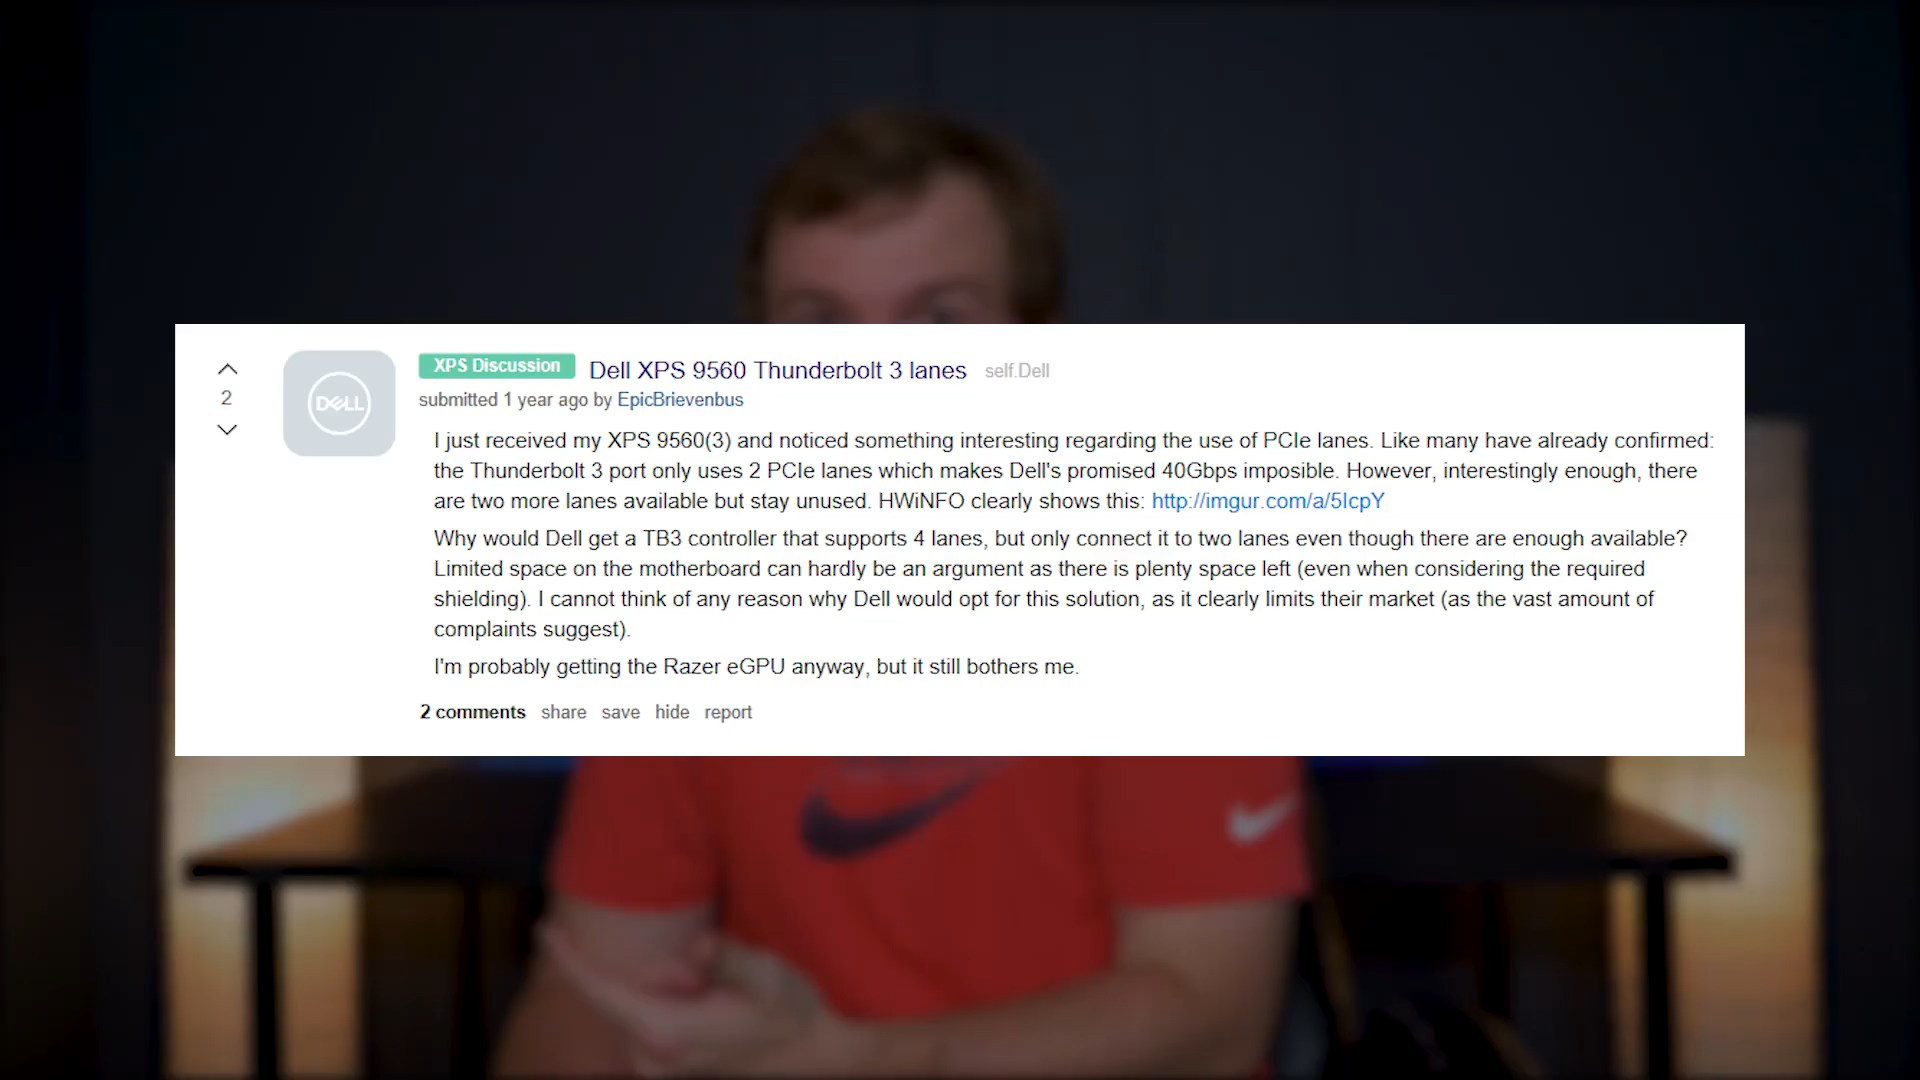 XPS Discussion Dell XPS 9560 Thunderbolt 3 lanes self.Dell
submitted 1 year ago by EpicBrievenbus
2
DELL
I just received my XPS 9560(3) and noticed something interesting regarding the use of PCIe lanes. Like many have already confirmed:
the Thunderbolt 3 port only uses 2 PCIe lanes which makes Dell's promised 40Gbps imposible. However, interestingly enough, there
are two more lanes available but stay unused. HWiNFO clearly shows this: http://imgur.com/a/5IcpY
Why would Dell get a TB3 controller that supports 4 lanes, but only connect it to two lanes even though there are enough available?
Limited space on the motherboard can hardly be an argument as there is plenty space left (even when considering the required
shielding). I cannot think of any reason why Dell would opt for this solution, as it clearly limits their market (as the vast amount of
complaints suggest).
I'm probably getting the Razer eGPU anyway, but it still bothers me.
2 comments share save hide report